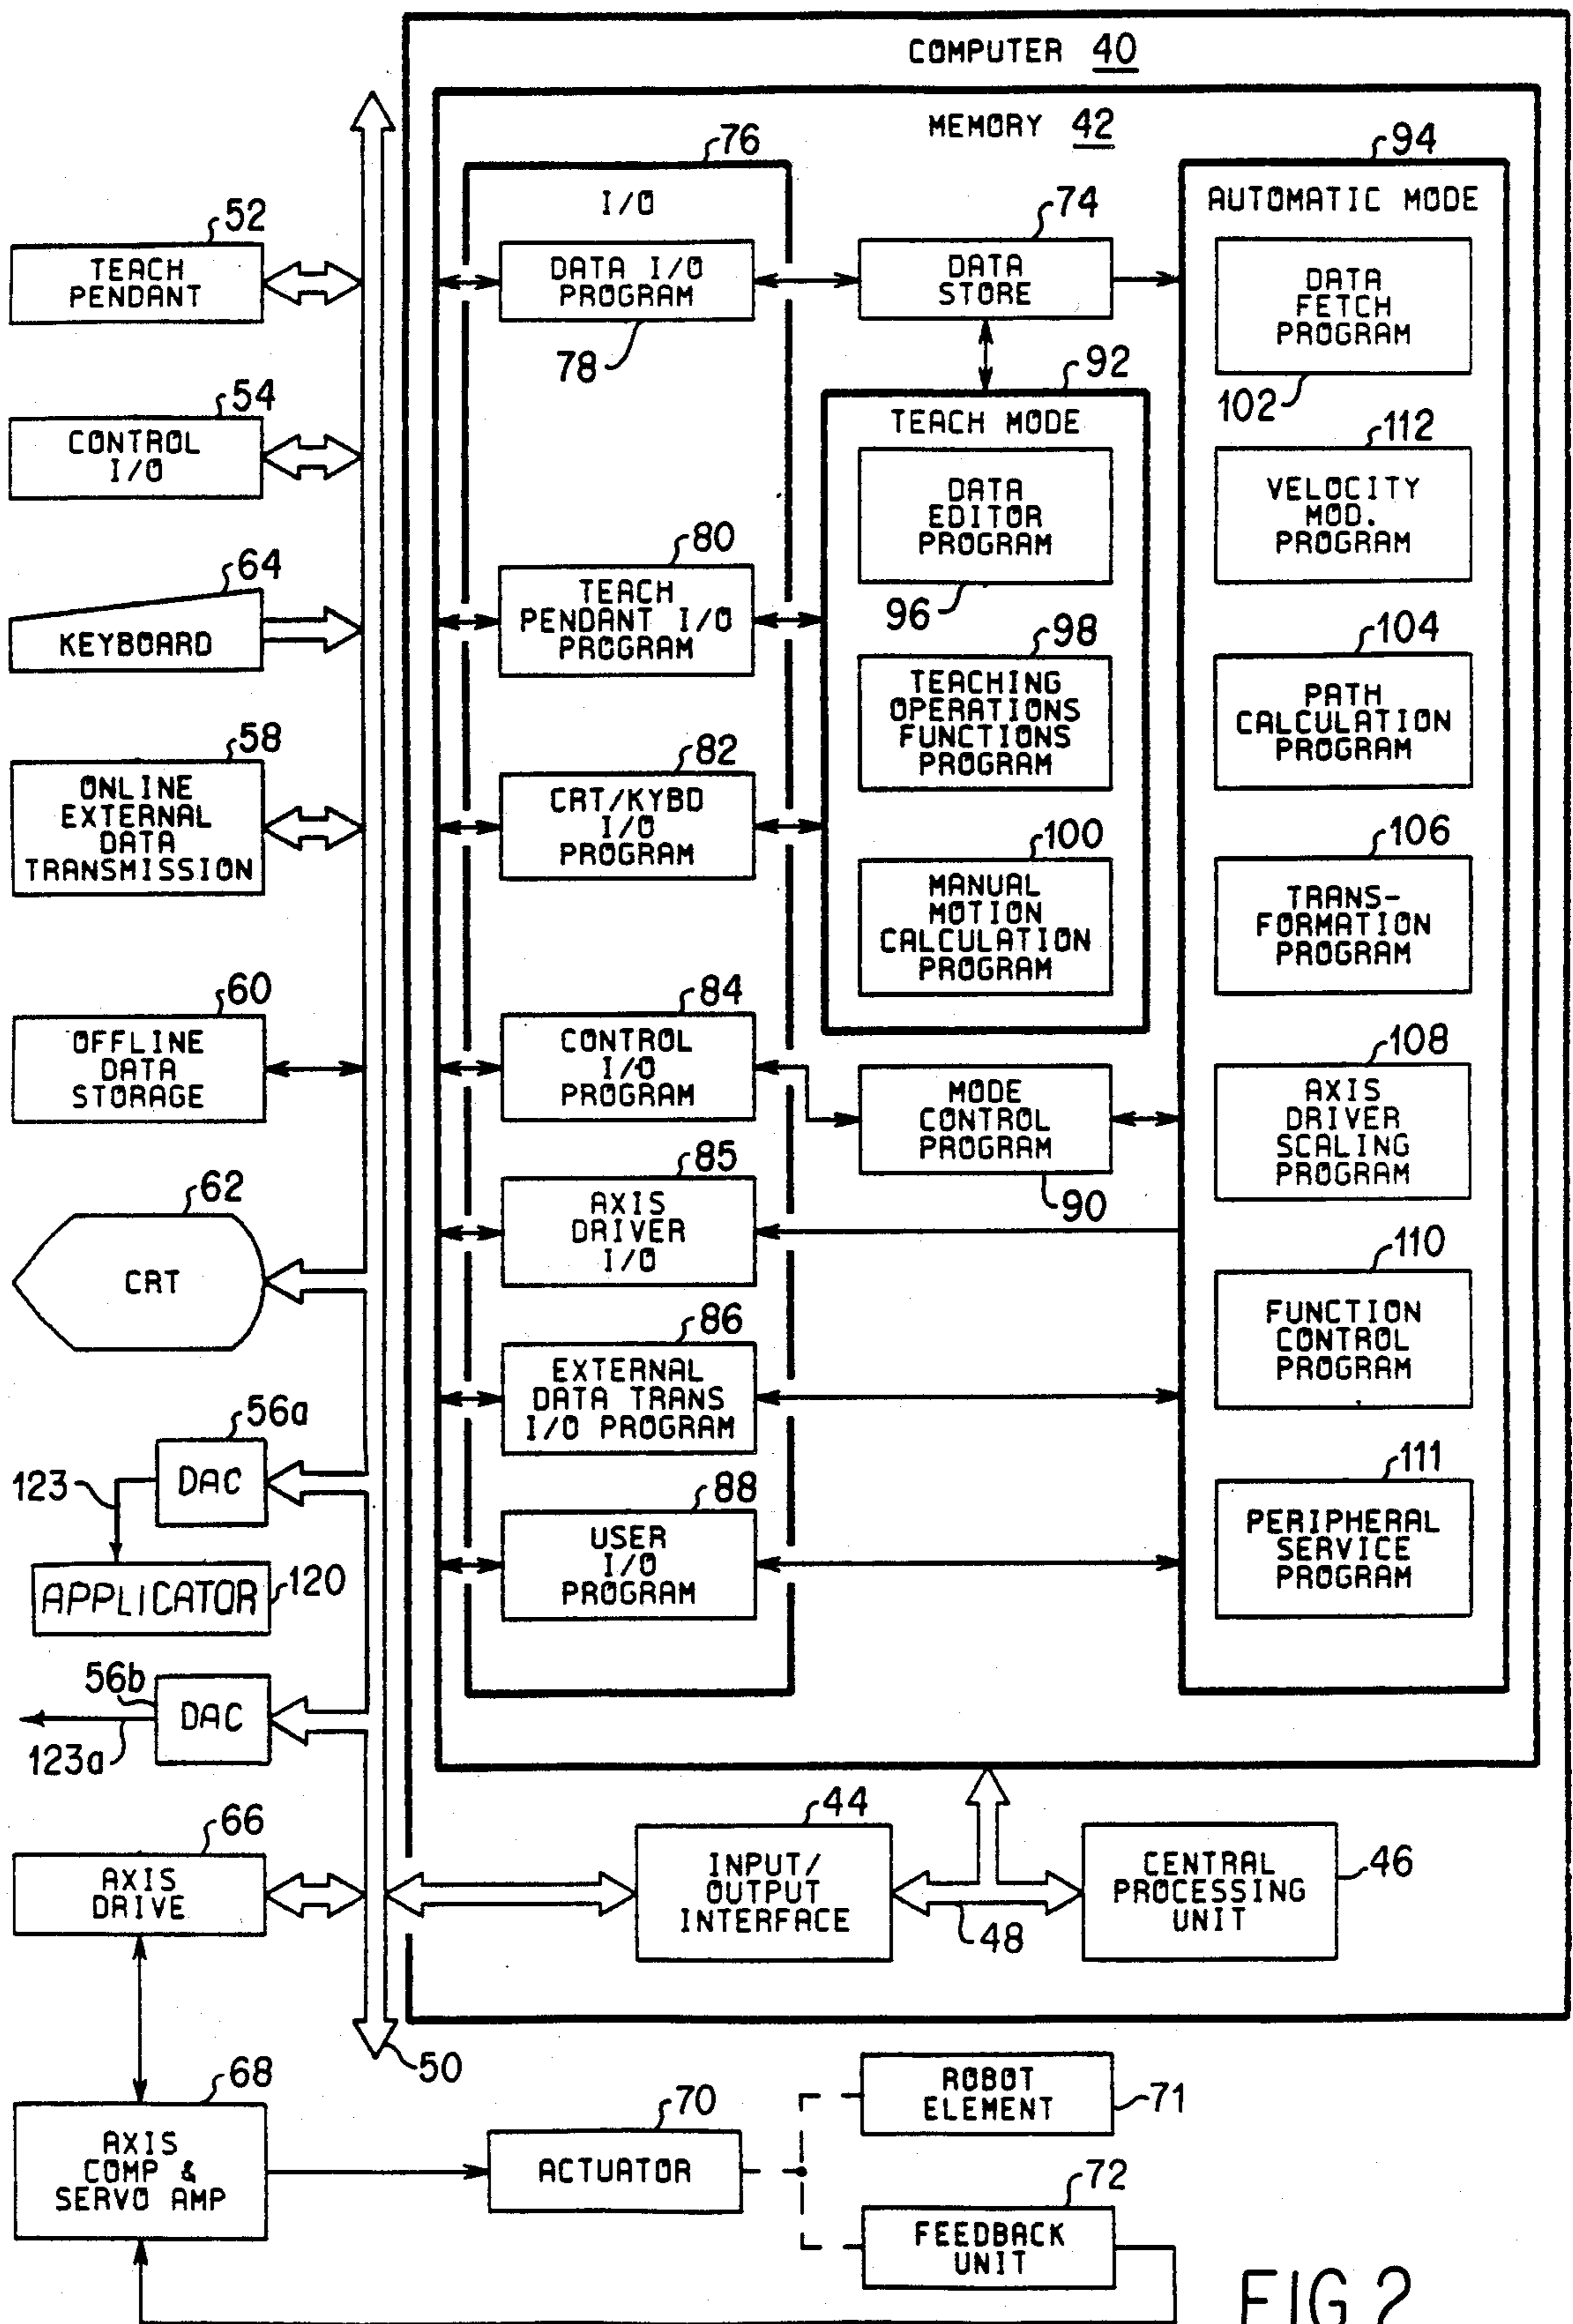 COMPUTER 40
MEMORY 42
76
I/O
DATA I/O
PROGRAM
78
80
TEACH
PENDANT I/O
PROGRAM
82
CRT/KYBD
I/O
PROGRAM
84
CONTROL
I/O
PROGRAM
85
AXIS
DRIVER
I/O
86
EXTERNAL
DATA TRANS
I/O PROGRAM
88
USER
I/O
PROGRAM
74
DATA
STORE
92
TEACH MODE
DATA
EDITOR
PROGRAM
96
98
TEACHING
OPERATIONS
FUNCTIONS
PROGRAM
100
MANUAL
MOTION
CALCULATION
PROGRAM
MODE
CONTROL
PROGRAM
90
94
AUTOMATIC MODE
DATA
FETCH
PROGRAM
102
112
VELOCITY
MOD.
PROGRAM
104
PATH
CALCULATION
PROGRAM
106
TRANS-
FORMATION
PROGRAM
108
AXIS
DRIVER
SCALING
PROGRAM
110
FUNCTION
CONTROL
PROGRAM
111
PERIPHERAL
SERVICE
PROGRAM
52
TEACH
PENDANT
54
CONTROL
I/O
64
KEYBOARD
58
ONLINE
EXTERNAL
DATA
TRANSMISSION
60
OFFLINE
DATA
STORAGE
62
CRT
56a
DAC
123
APPLICATOR
120
56b
DAC
123a
66
AXIS
DRIVE
44
INPUT/
OUTPUT
INTERFACE
48
CENTRAL
PROCESSING
UNIT
46
50
68
AXIS
COMP &
SERVO AMP
70
ACTUATOR
ROBOT
ELEMENT
71
72
FEEDBACK
UNIT
FIG 2